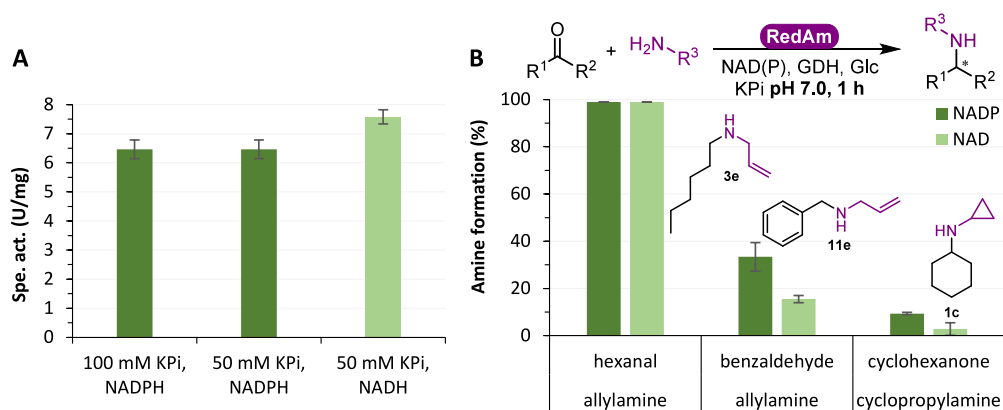 A
Spe. act. (U/mg)
8
7
6
5
4
3
2
1
0
100 mM KPi,
NADPH
50 mM KPi,
NADPH
50 mM KPi,
NADH
B
O
R¹ R²
+
H₂N R³
RedAm
NAD(P), GDH, Glc
KPi pH 7.0, 1 h
R³
NH
*
R¹ R²
Amine formation (%)
100
80
60
40
20
0
NADP
NAD
H
N
3e
N
H
11e
HN
1c
hexanal
benzaldehyde
cyclohexanone
allylamine
allylamine
cyclopropylamine